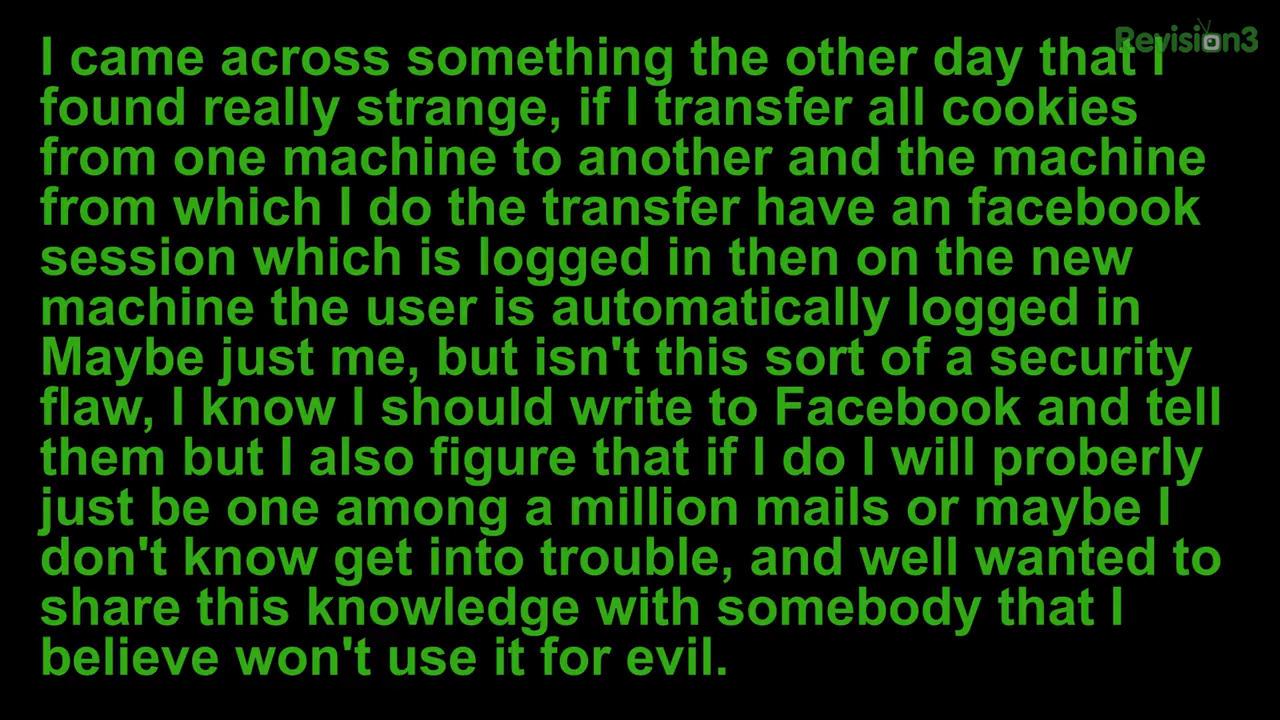 Revision3
I came across something the other day that I
found really strange, if I transfer all cookies
from one machine to another and the machine
from which I do the transfer have an facebook
session which is logged in then on the new
machine the user is automatically logged in
Maybe just me, but isn't this sort of a security
flaw, I know I should write to Facebook and tell
them but I also figure that if I do I will properly
just be one among a million mails or maybe I
don't know get into trouble, and well wanted to
share this knowledge with somebody that I
believe won't use it for evil.